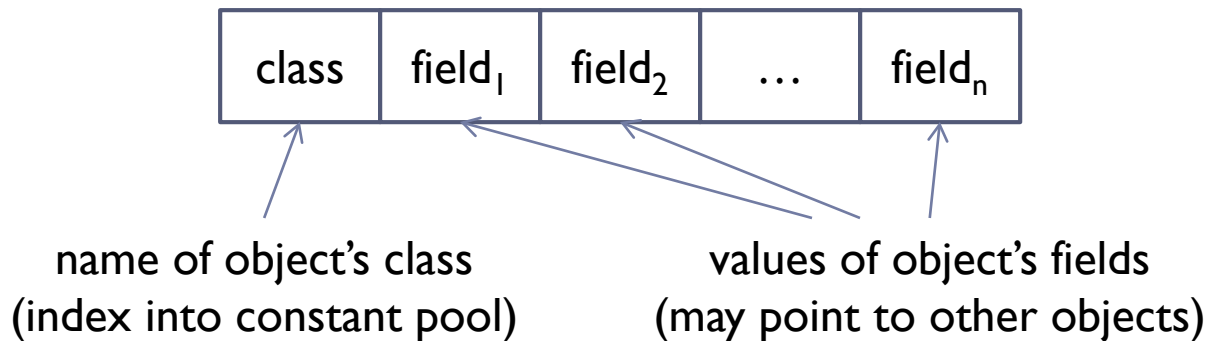 class field₁ field₂ … fieldₙ
name of object's class values of object's fields
(index into constant pool) (may point to other objects)